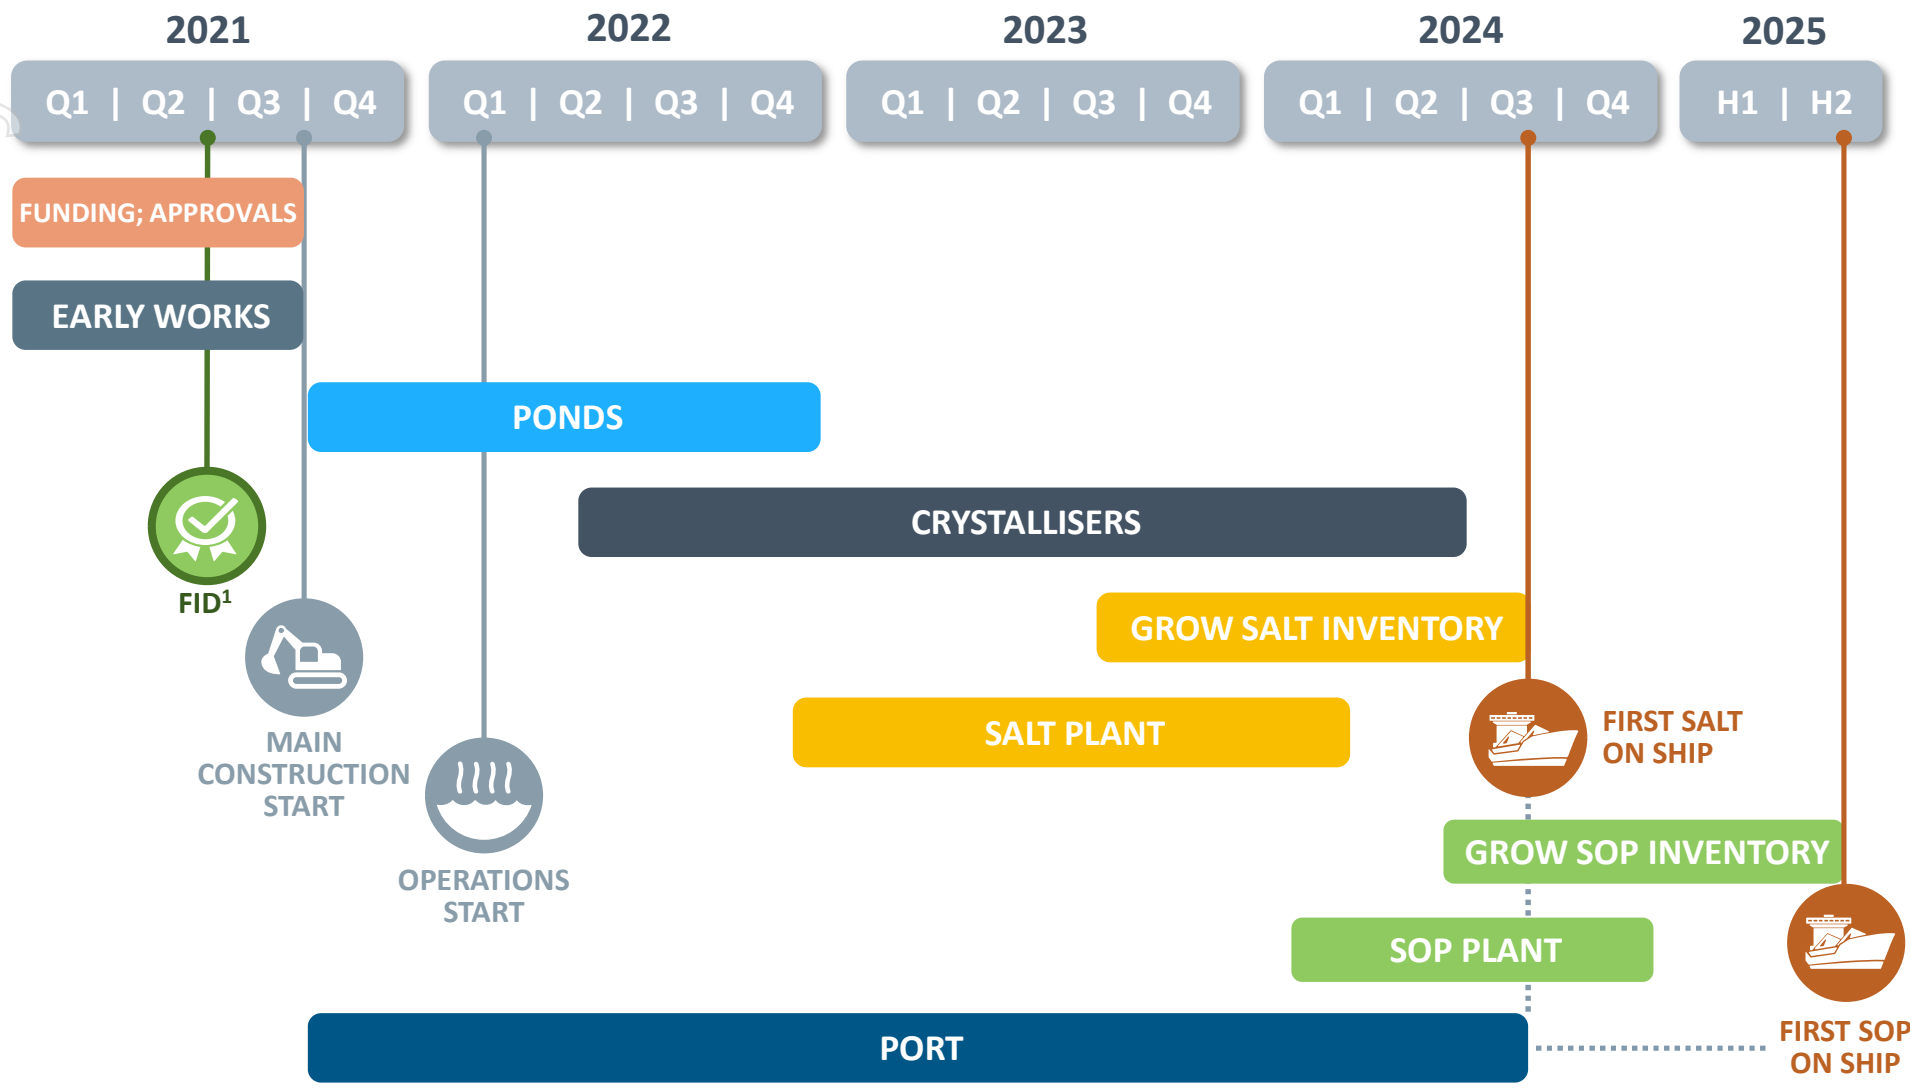 2021
2022
2023
2024
2025
Q1 | Q2 | Q3 | Q4
Q1 | Q2 | Q3 | Q4
Q1 | Q2 | Q3 | Q4
Q1 | Q2 | Q3 | Q4
H1 | H2
FUNDING; APPROVALS
EARLY WORKS
PONDS
CRYSTALLISERS
FID¹
GROW SALT INVENTORY
SALT PLANT
FIRST SALT
ON SHIP
MAIN
CONSTRUCTION
START
OPERATIONS
START
GROW SOP INVENTORY
SOP PLANT
PORT
FIRST SOP
ON SHIP